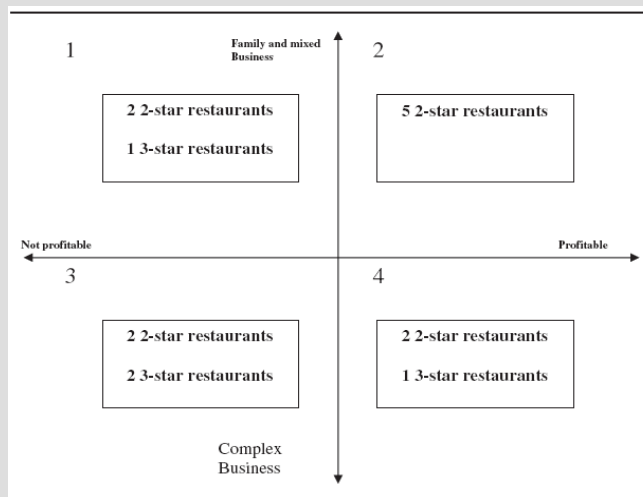 1
Family and mixed
Business
2
2 2-star restaurants
1 3-star restaurants
5 2-star restaurants
Not profitable
Profitable
3
4
2 2-star restaurants
2 3-star restaurants
2 2-star restaurants
1 3-star restaurants
Complex
Business